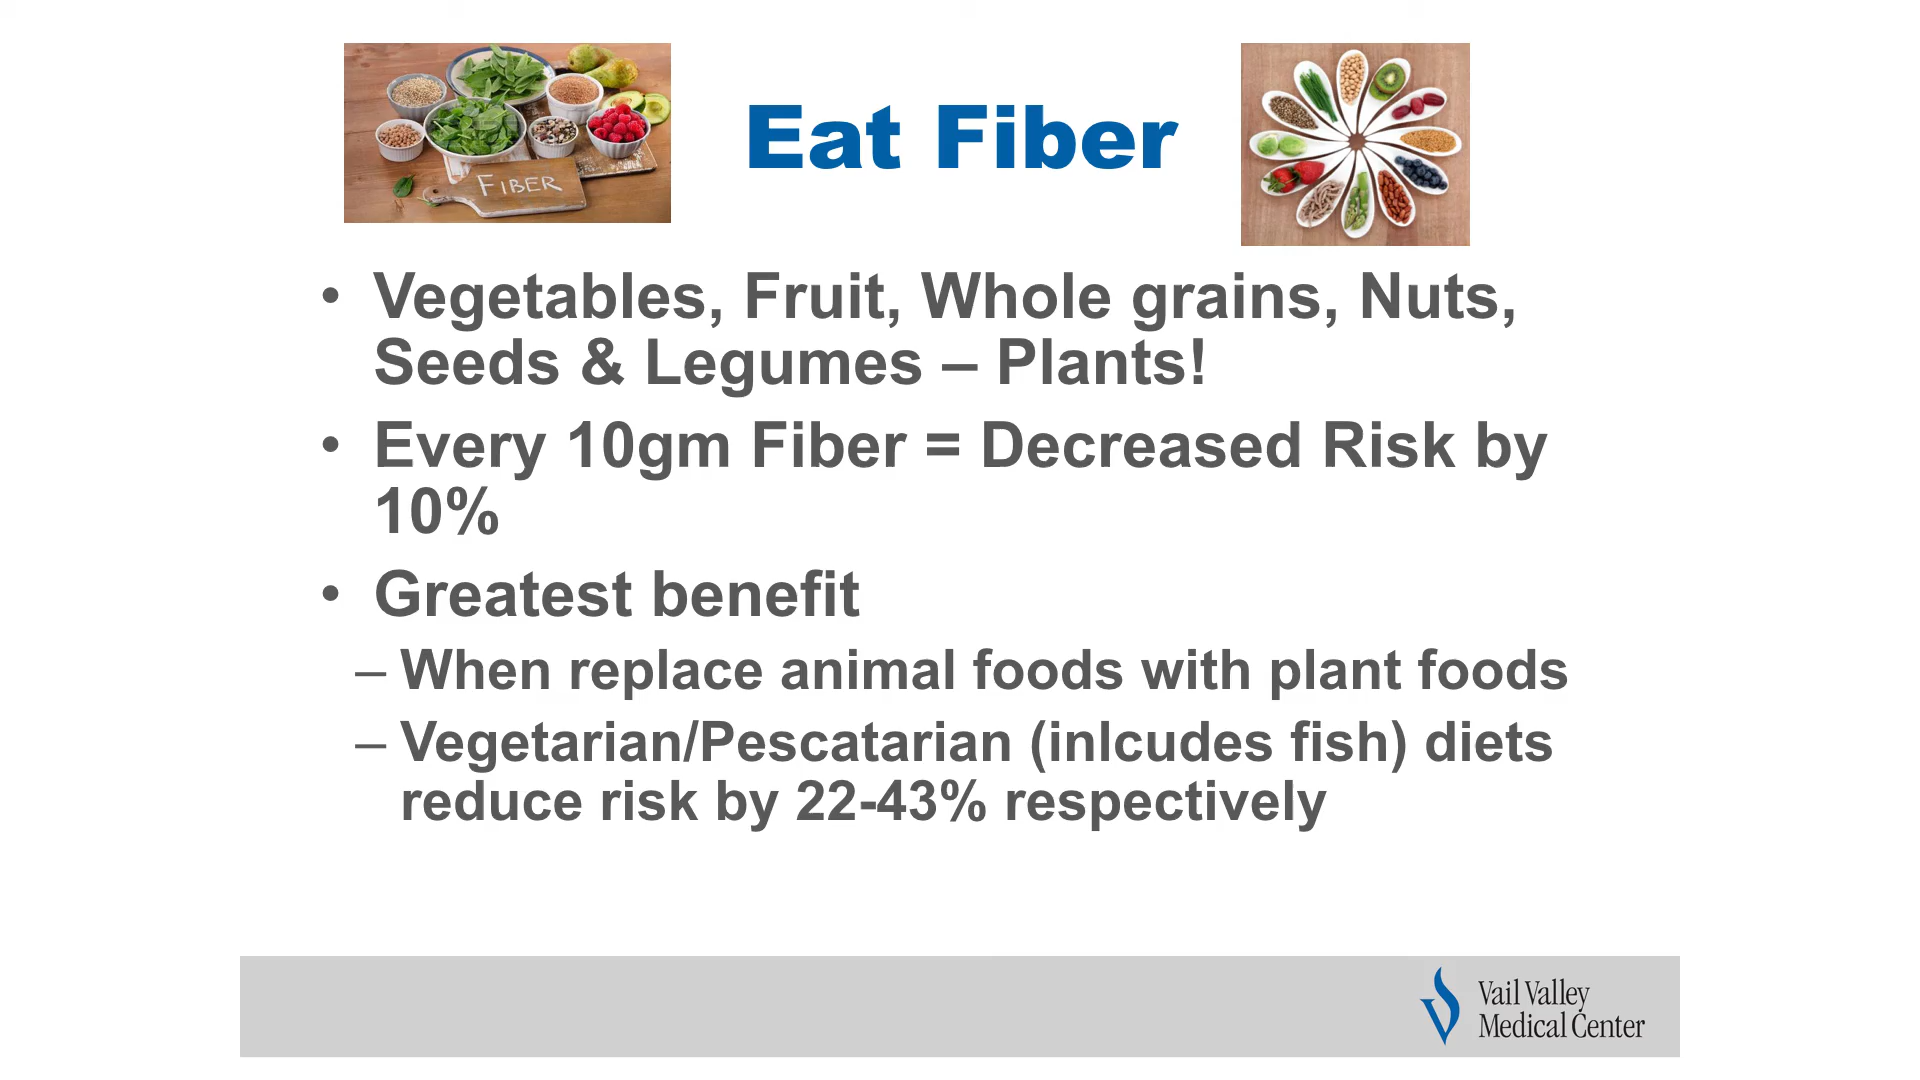 FIBER
Eat Fiber
• Vegetables, Fruit, Whole grains, Nuts,
Seeds & Legumes – Plants!
• Every 10gm Fiber = Decreased Risk by
10%
• Greatest benefit
– When replace animal foods with plant foods
– Vegetarian/Pescatarian (inlcudes fish) diets
reduce risk by 22-43% respectively
Vail Valley
Medical Center